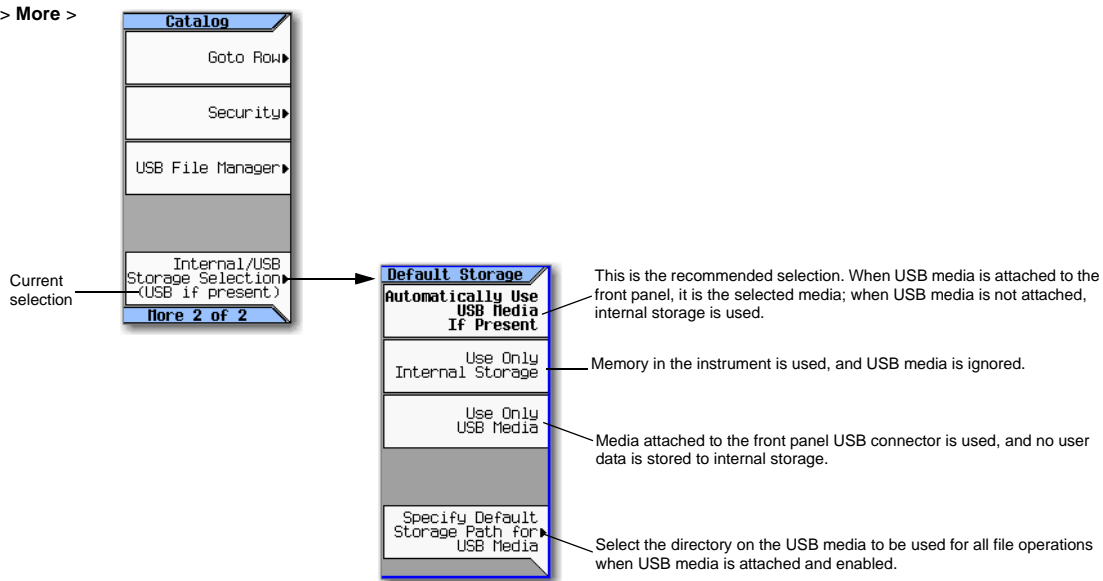 > More >
Catalog
Goto Row
Security
USB File Manager
Internal/USB
Storage Selection
(USB if present)
More 2 of 2
Current
selection
Default Storage
Automatically Use
USB Media
If Present
Use Only
Internal Storage
Use Only
USB Media
Specify Default
Storage Path for
USB Media
This is the recommended selection. When USB media is attached to the
front panel, it is the selected media; when USB media is not attached,
internal storage is used.
Memory in the instrument is used, and USB media is ignored.
Media attached to the front panel USB connector is used, and no user
data is stored to internal storage.
Select the directory on the USB media to be used for all file operations
when USB media is attached and enabled.